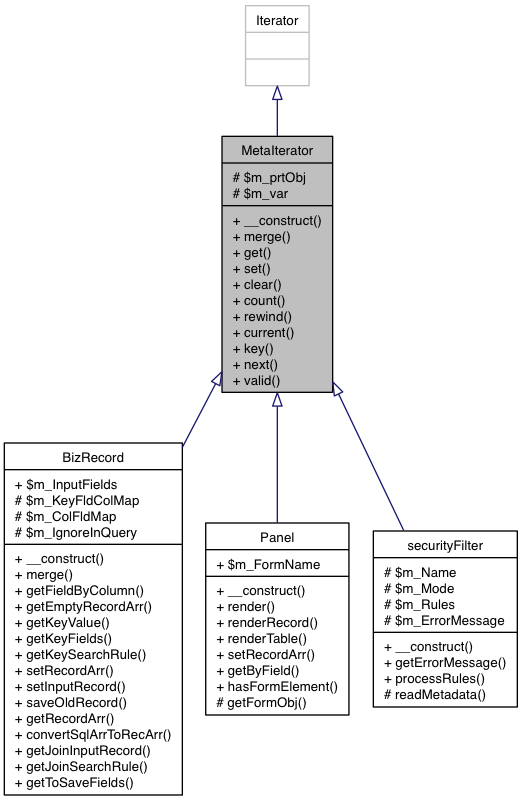 Iterator
MetaIterator
# $m_prtObj
# $m_var
+ __construct()
+ merge()
+ get()
+ set()
+ clear()
+ count()
+ rewind()
+ current()
+ key()
+ next()
+ valid()
BizRecord
+ $m_InputFields
# $m_KeyFldColMap
# $m_ColFldMap
# $m_IgnoreInQuery
+ __construct()
+ merge()
+ getFieldByColumn()
+ getEmptyRecordArr()
+ getKeyValue()
+ getKeyFields()
+ getKeySearchRule()
+ setRecordArr()
+ setInputRecord()
+ saveOldRecord()
+ getRecordArr()
+ convertSqlArrToRecArr()
+ getJoinInputRecord()
+ getJoinSearchRule()
+ getToSaveFields()
Panel
+ $m_FormName
+ __construct()
+ render()
+ renderRecord()
+ renderTable()
+ setRecordArr()
+ getByField()
+ hasFormElement()
# getFormObj()
securityFilter
# $m_Name
# $m_Mode
# $m_Rules
# $m_ErrorMessage
+ __construct()
+ getErrorMessage()
+ processRules()
# readMetadata()